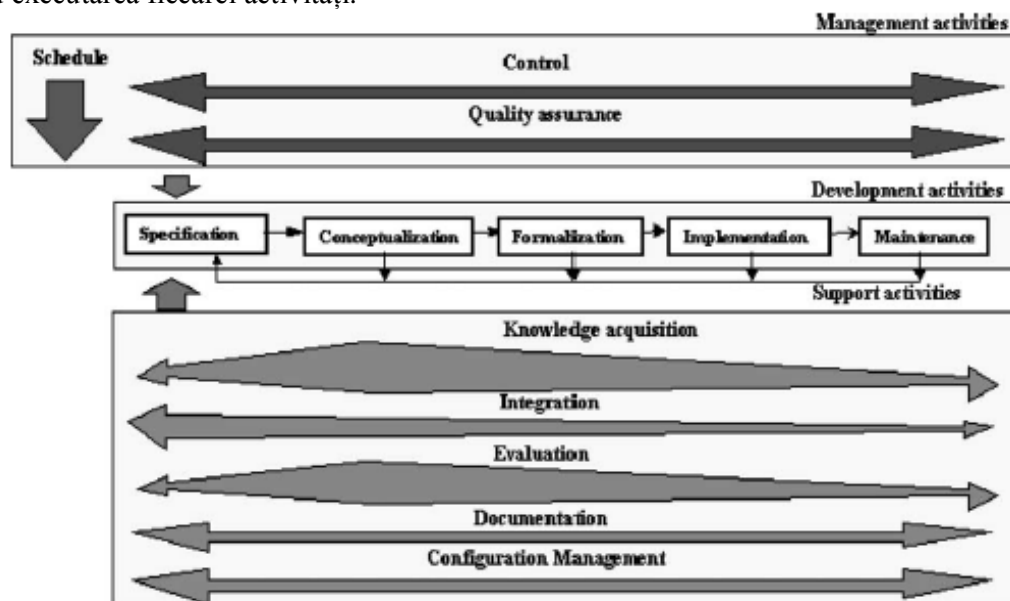 executarea fiecărei activități.
Management activities
Schedule
Control
Quality assurance
Development activities
Specification
Conceptualization
Formalization
Implementation
Maintenance
Support activities
Knowledge acquisition
Integration
Evaluation
Documentation
Configuration Management